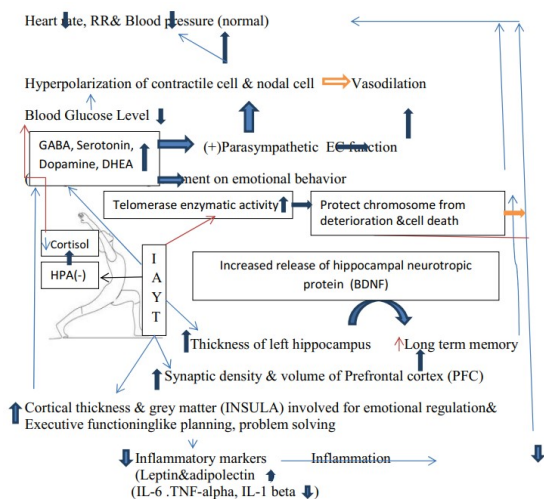 Heart rate, RR& Blood pressure (normal)
Hyperpolarization of contractile cell & nodal cell Vasodilation
Blood Glucose Level
GABA, Serotonin,
Dopamine, DHEA
(+)Parasympathetic EC function
ment on emotional behavior
Telomerase enzymatic activity
Protect chromosome from
deterioration &cell death
Cortisol
HPA(-)
I
A
Y
T
Increased release of hippocampal neurotropic
protein (BDNF)
Thickness of left hippocampus Long term memory
Synaptic density & volume of Prefrontal cortex (PFC)
Cortical thickness & grey matter (INSULA) involved for emotional regulation&
Executive functioninglike planning, problem solving
Inflammatory markers Inflammation
(Leptin&adipolectin
(IL-6 .TNF-alpha, IL-1 beta )